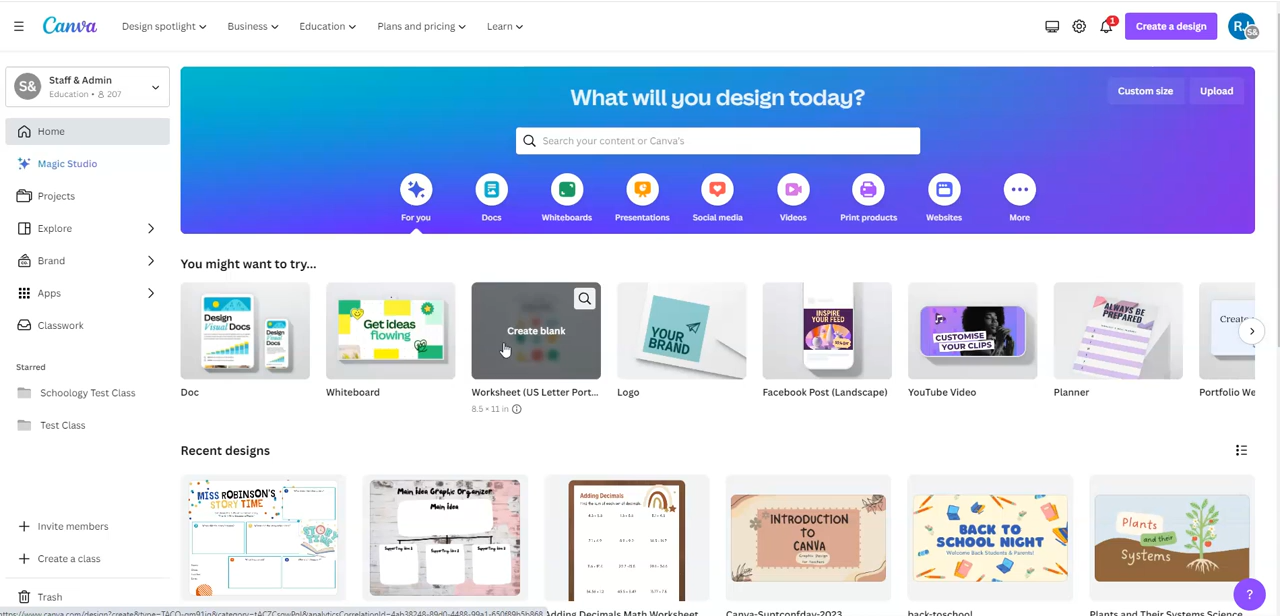 Canva
Design spotlight
Business
Education
Plans and pricing
Learn
1
Create a design
S&
S&
Staff & Admin
Education • 207
Home
Magic Studio
Projects
Explore
Brand
Apps
Classwork
Starred
Schoology Test Class
Test Class
Invite members
Create a class
Trash
What will you design today?
Custom size
Upload
Search your content or Canva's
For you
Docs
Whiteboards
Presentations
Social media
Videos
Print products
Websites
More
You might want to try...
Design
Visual Docs
Design
Visual Docs
Doc
Get ideas
flowing
Whiteboard
Create blank
Worksheet (US Letter Port...
8.5 × 11 in
YOUR
BRAND
Logo
INSPIRE
YOUR FEED
Facebook Post (Landscape)
CUSTOMISE
YOUR CLIPS
YouTube Video
ALWAYS BE
PREPARED
Planner
Portfolio We
Recent designs
MISS ROBINSON'S
STORY TIME
Main Idea Graphic Organizer
Main Idea
Adding Decimals
Adding Decimals Math Worksheet
INTRODUCTION
TO
CANVA
Canva-Suntconfday-2023
BACK TO
SCHOOL NIGHT
Welcome Back Students & Parents!
back-toschool
Plants
and their
Systems
Plants and Their Systems Science
?